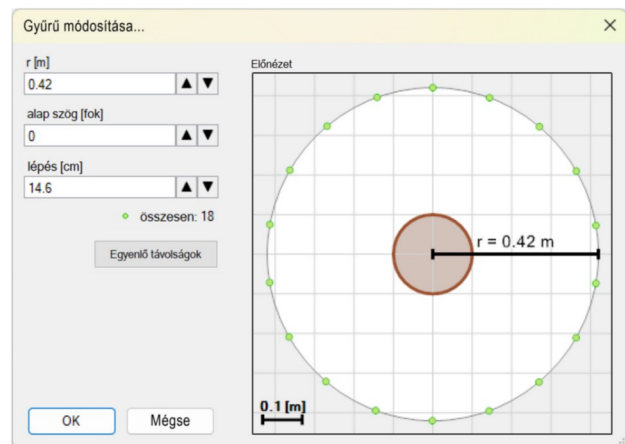 Gyűrű módosítása...
r [m]
0.42
alap szög [fok]
0
lépés [cm]
14.6
összesen: 18
Egyenlő távolságok
OK
Mégse
Előnézet
r = 0.42 m
0.1 [m]